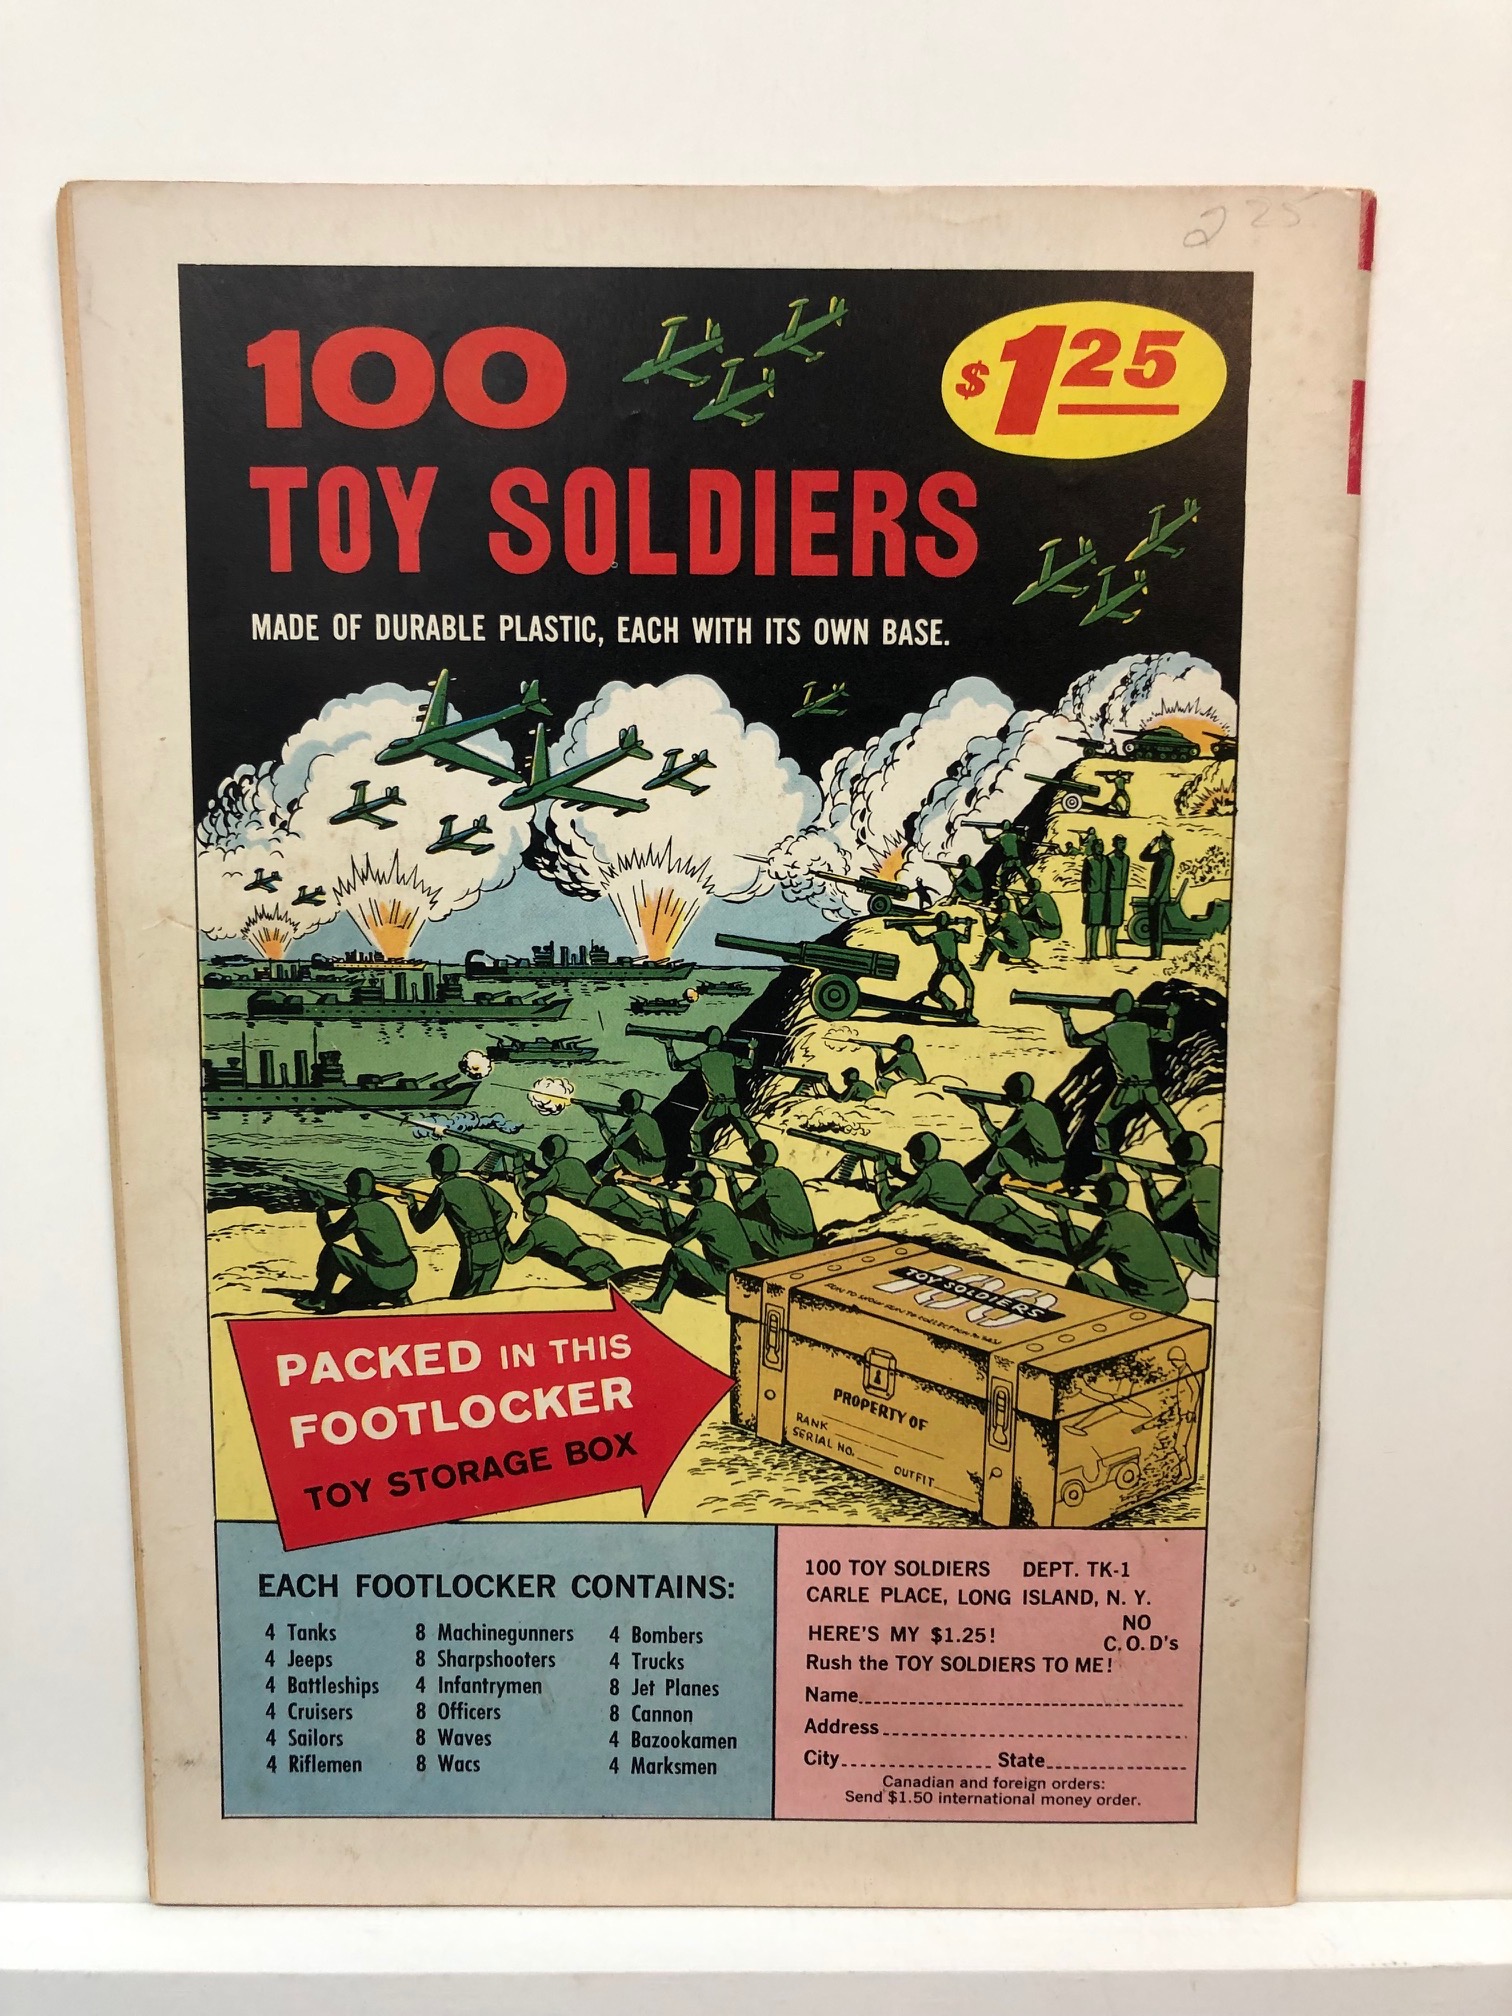 2 25
100
$1.25
TOY SOLDIERS
MADE OF DURABLE PLASTIC, EACH WITH ITS OWN BASE.
100
TOY SOLDIERS
PROPERTY OF
RANK
SERIAL NO.
OUTFIT
PACKED IN THIS
FOOTLOCKER
TOY STORAGE BOX
EACH FOOTLOCKER CONTAINS:
4 Tanks
4 Jeeps
4 Battleships
4 Cruisers
4 Sailors
4 Riflemen
8 Machinegunners
8 Sharpshooters
4 Infantrymen
8 Officers
8 Waves
8 Wacs
4 Bombers
4 Trucks
8 Jet Planes
8 Cannon
4 Bazookamen
4 Marksmen
100 TOY SOLDIERS DEPT. TK-1
CARLE PLACE, LONG ISLAND, N. Y.
HERE'S MY $1.25!
NO
C.O.D's
Rush the TOY SOLDIERS TO ME!
Name
Address
City State
Canadian and foreign orders:
Send $1.50 international money order.